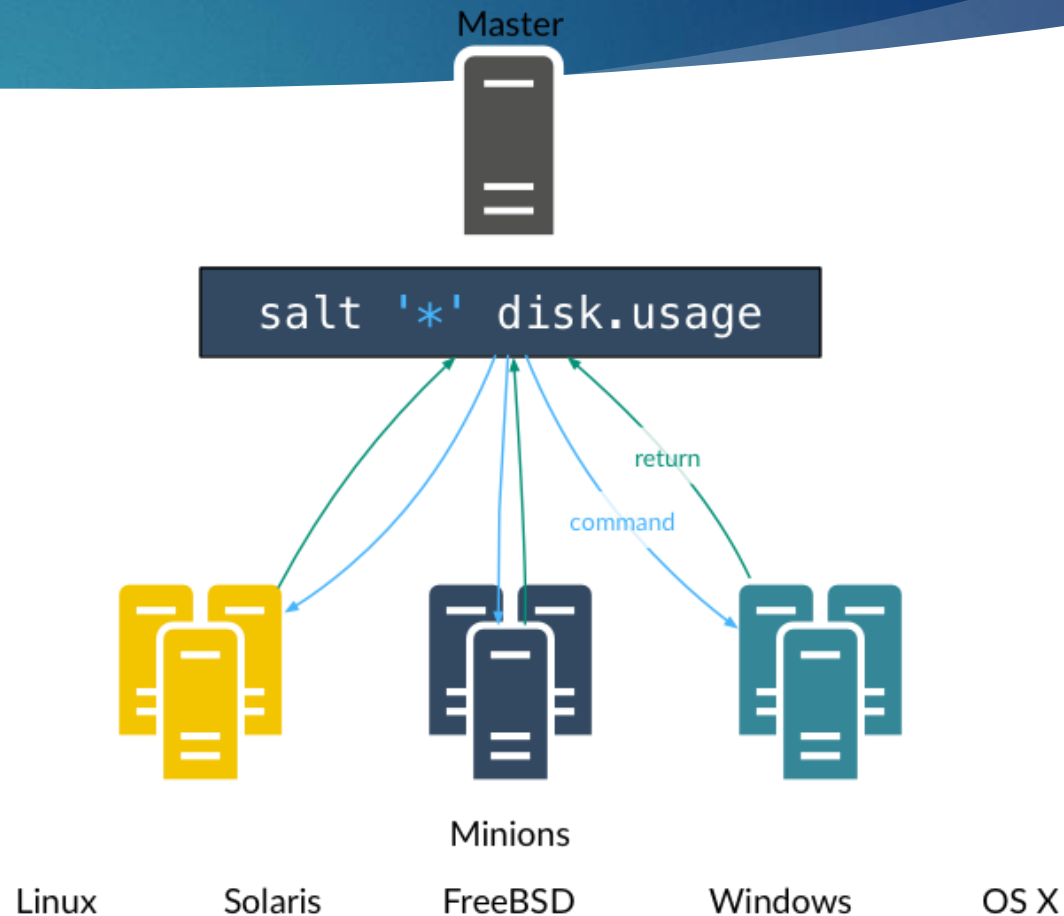 Master
salt '*' disk.usage
return
command
Minions
Linux Solaris FreeBSD Windows OS X